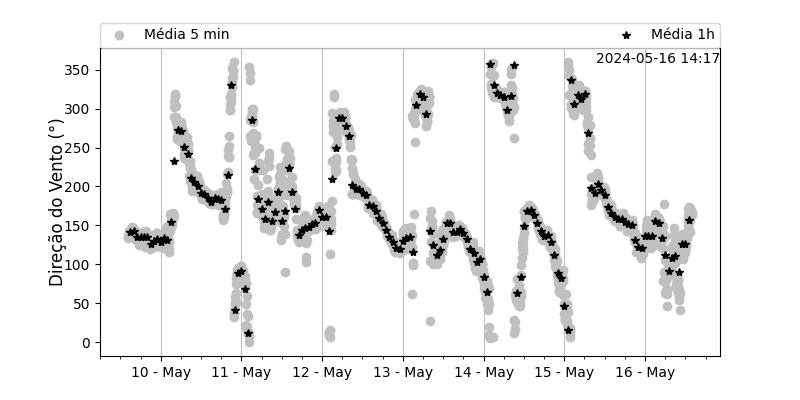 Média 5 min
Média 1h
2024-05-16 14:17
Direção do Vento (°)
350
300
250
200
150
100
50
0
10 - May
11 - May
12 - May
13 - May
14 - May
15 - May
16 - May